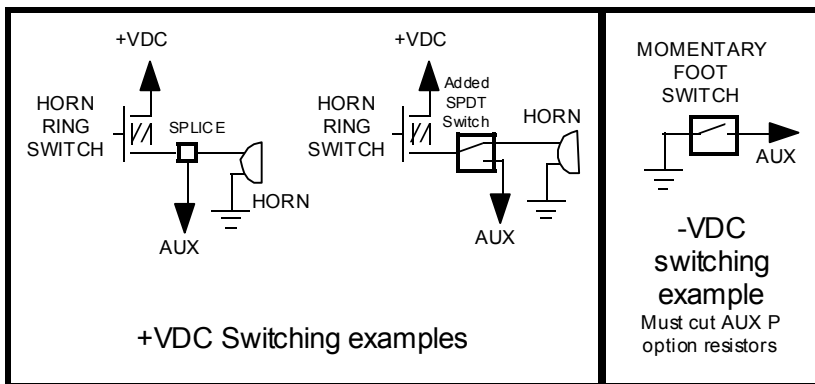 +VDC
HORN
RING
SWITCH
SPLICE
HORN
AUX
+VDC
Added
SPDT
Switch
HORN
RING
SWITCH
HORN
AUX
+VDC Switching examples
MOMENTARY
FOOT
SWITCH
AUX
-VDC
switching
example
Must cut AUX P
option resistors